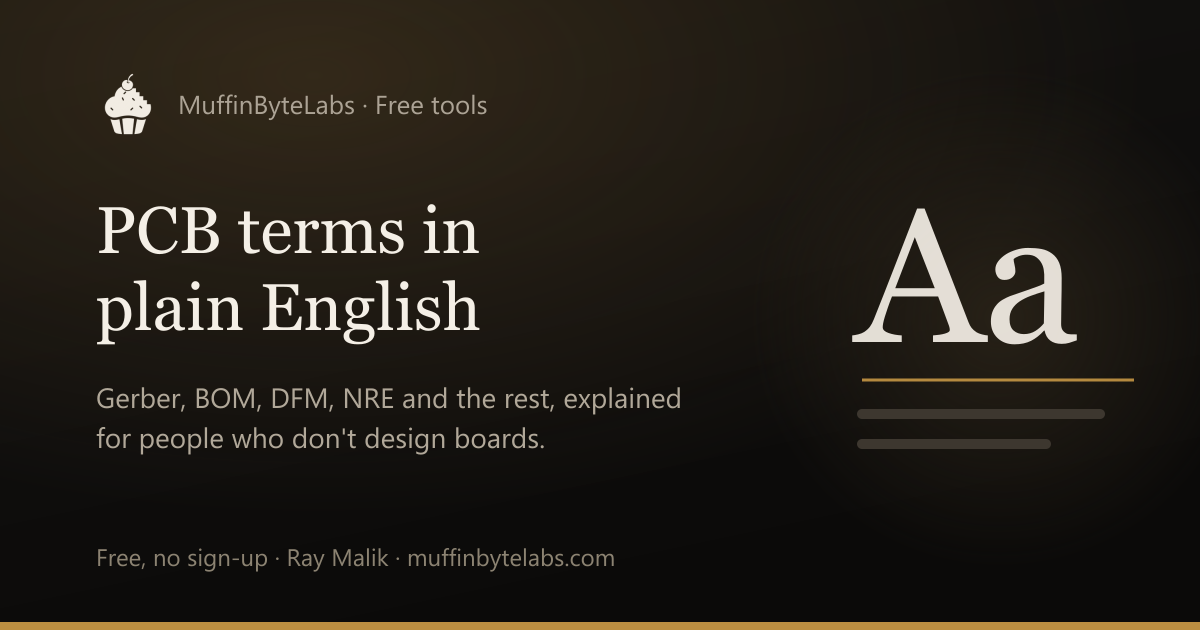 MuffinByteLabs · Free tools
PCB terms in
plain English
Aa
Gerber, BOM, DFM, NRE and the rest, explained
for people who don't design boards.
Free, no sign-up · Ray Malik · muffinbytelabs.com